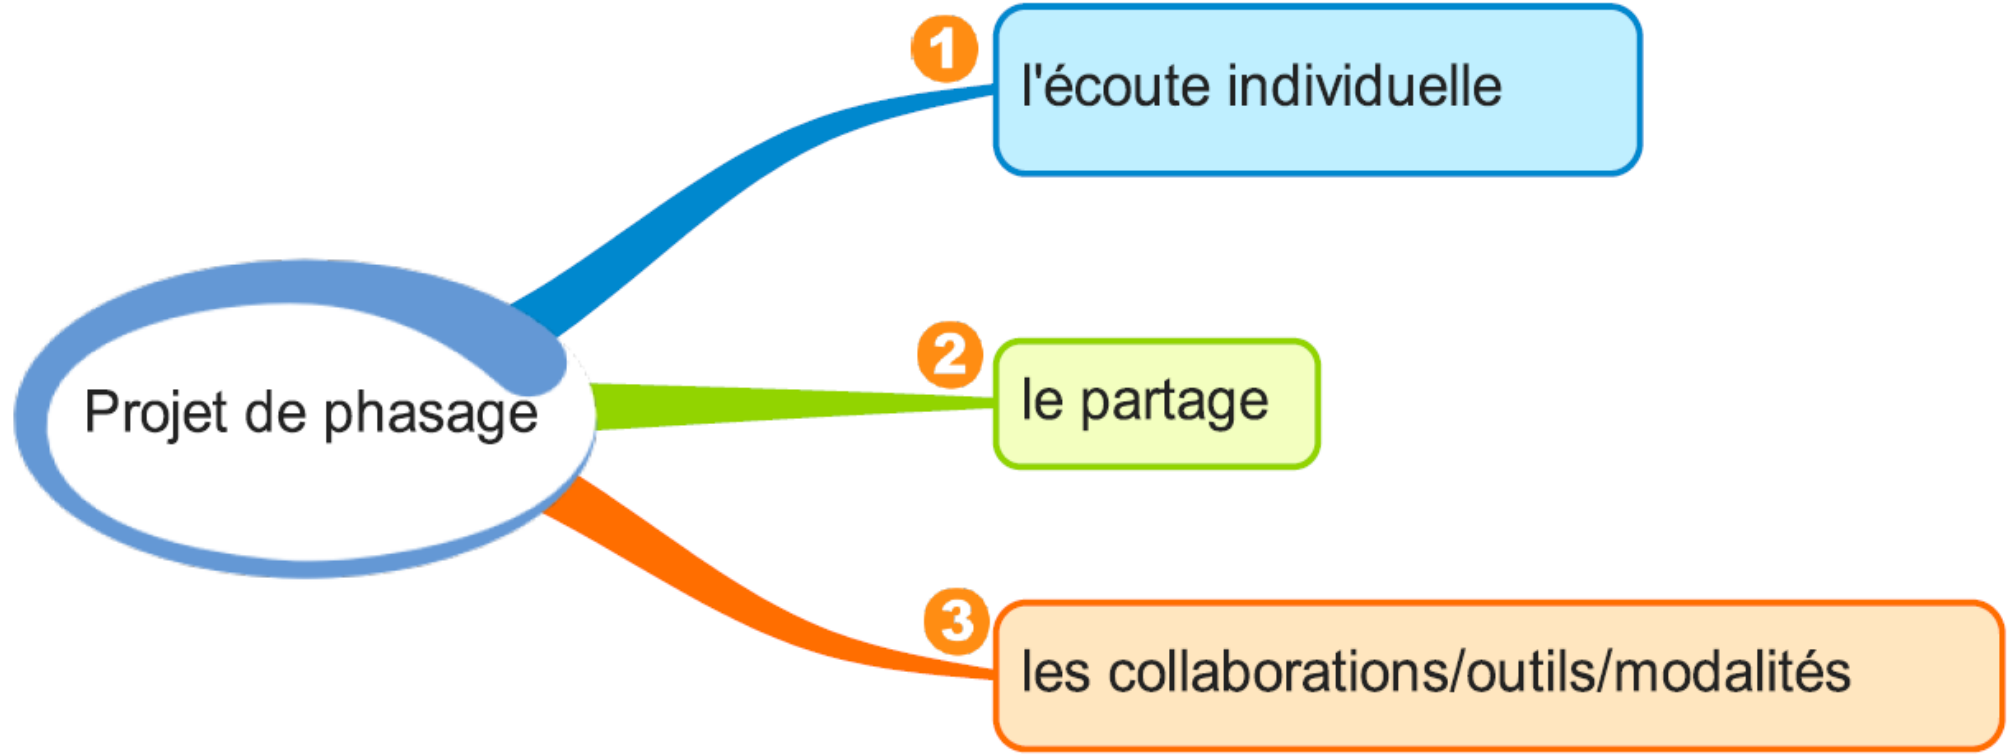 Projet de phasage
1
l'écoute individuelle
2
le partage
3
les collaborations/outils/modalités